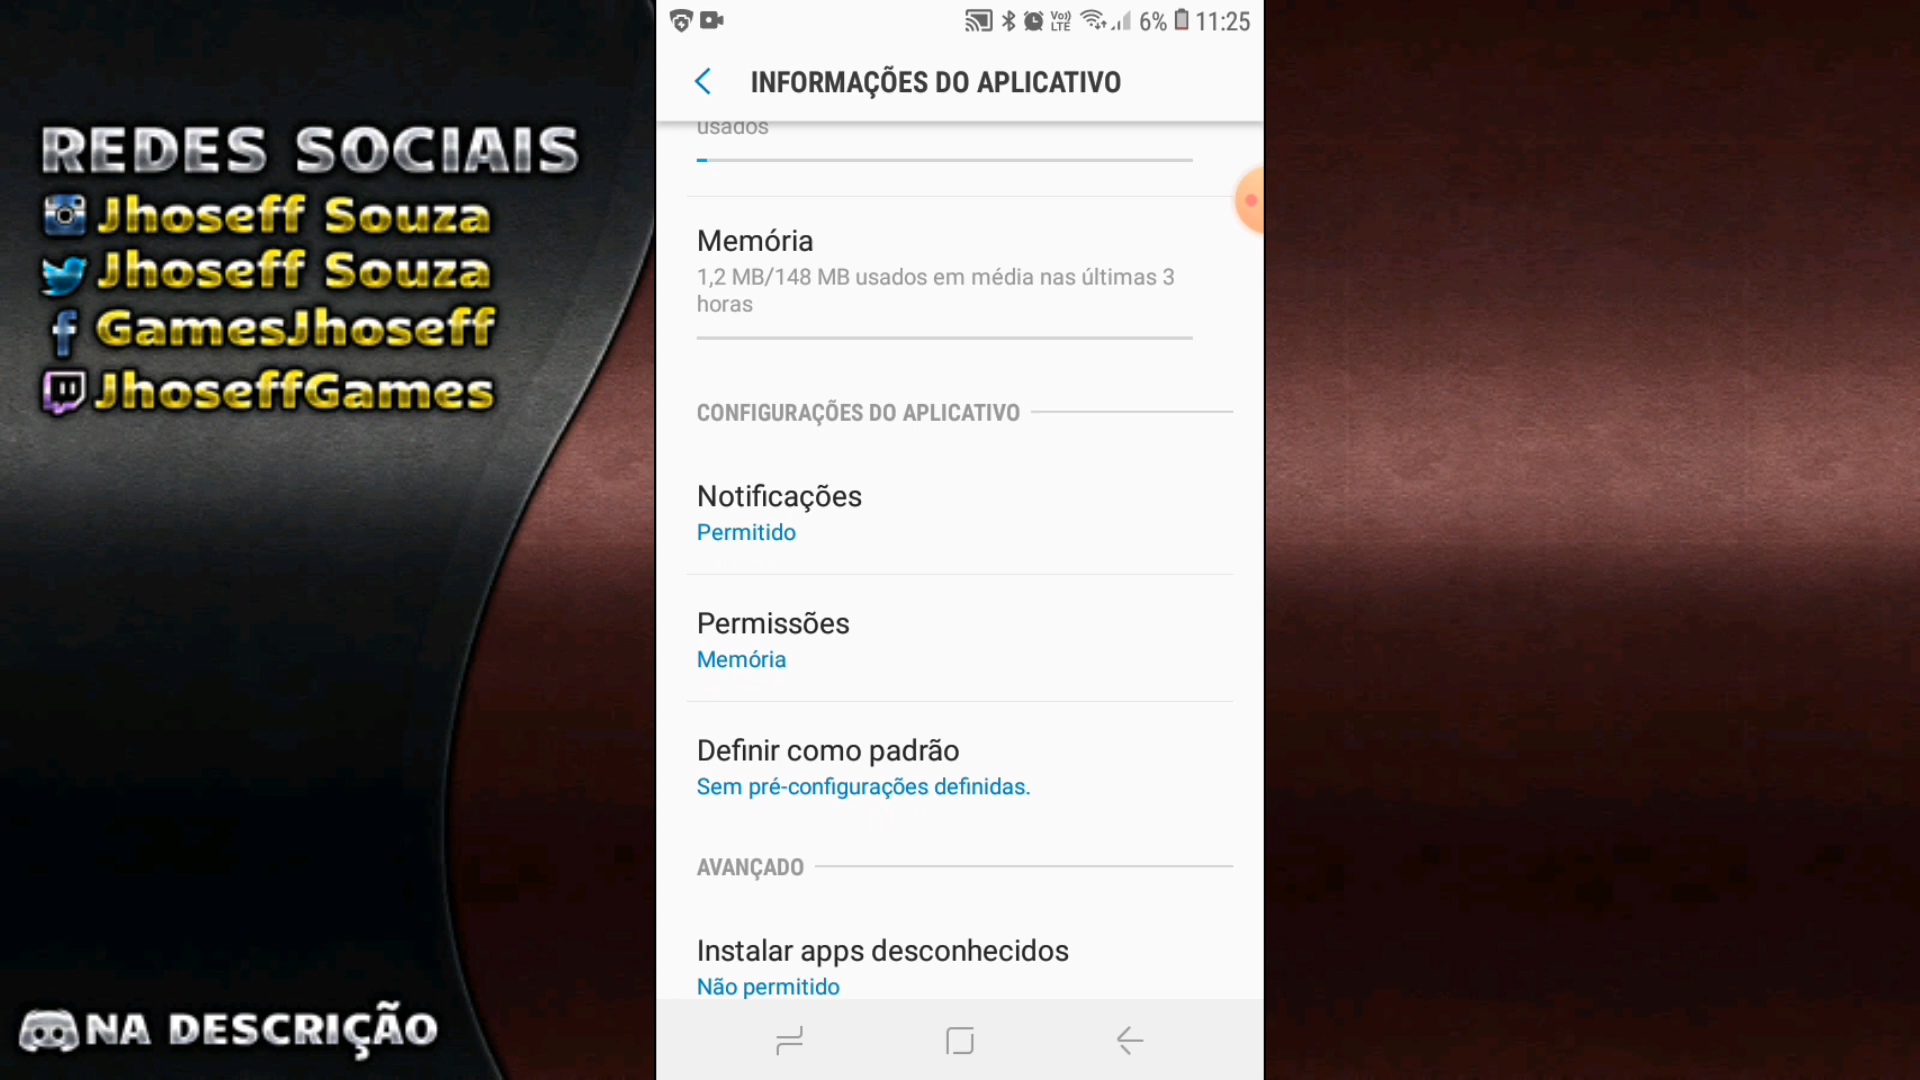 REDES SOCIAIS
Jhoseff Souza
Jhoseff Souza
GamesJhoseff
JhoseffGames
NA DESCRIÇÃO
Vo))
LTE
6%
11:25
INFORMAÇÕES DO APLICATIVO
usados
Memória
1,2 MB/148 MB usados em média nas últimas 3
horas
CONFIGURAÇÕES DO APLICATIVO
Notificações
Permitido
Permissões
Memória
Definir como padrão
Sem pré-configurações definidas.
AVANÇADO
Instalar apps desconhecidos
Não permitido